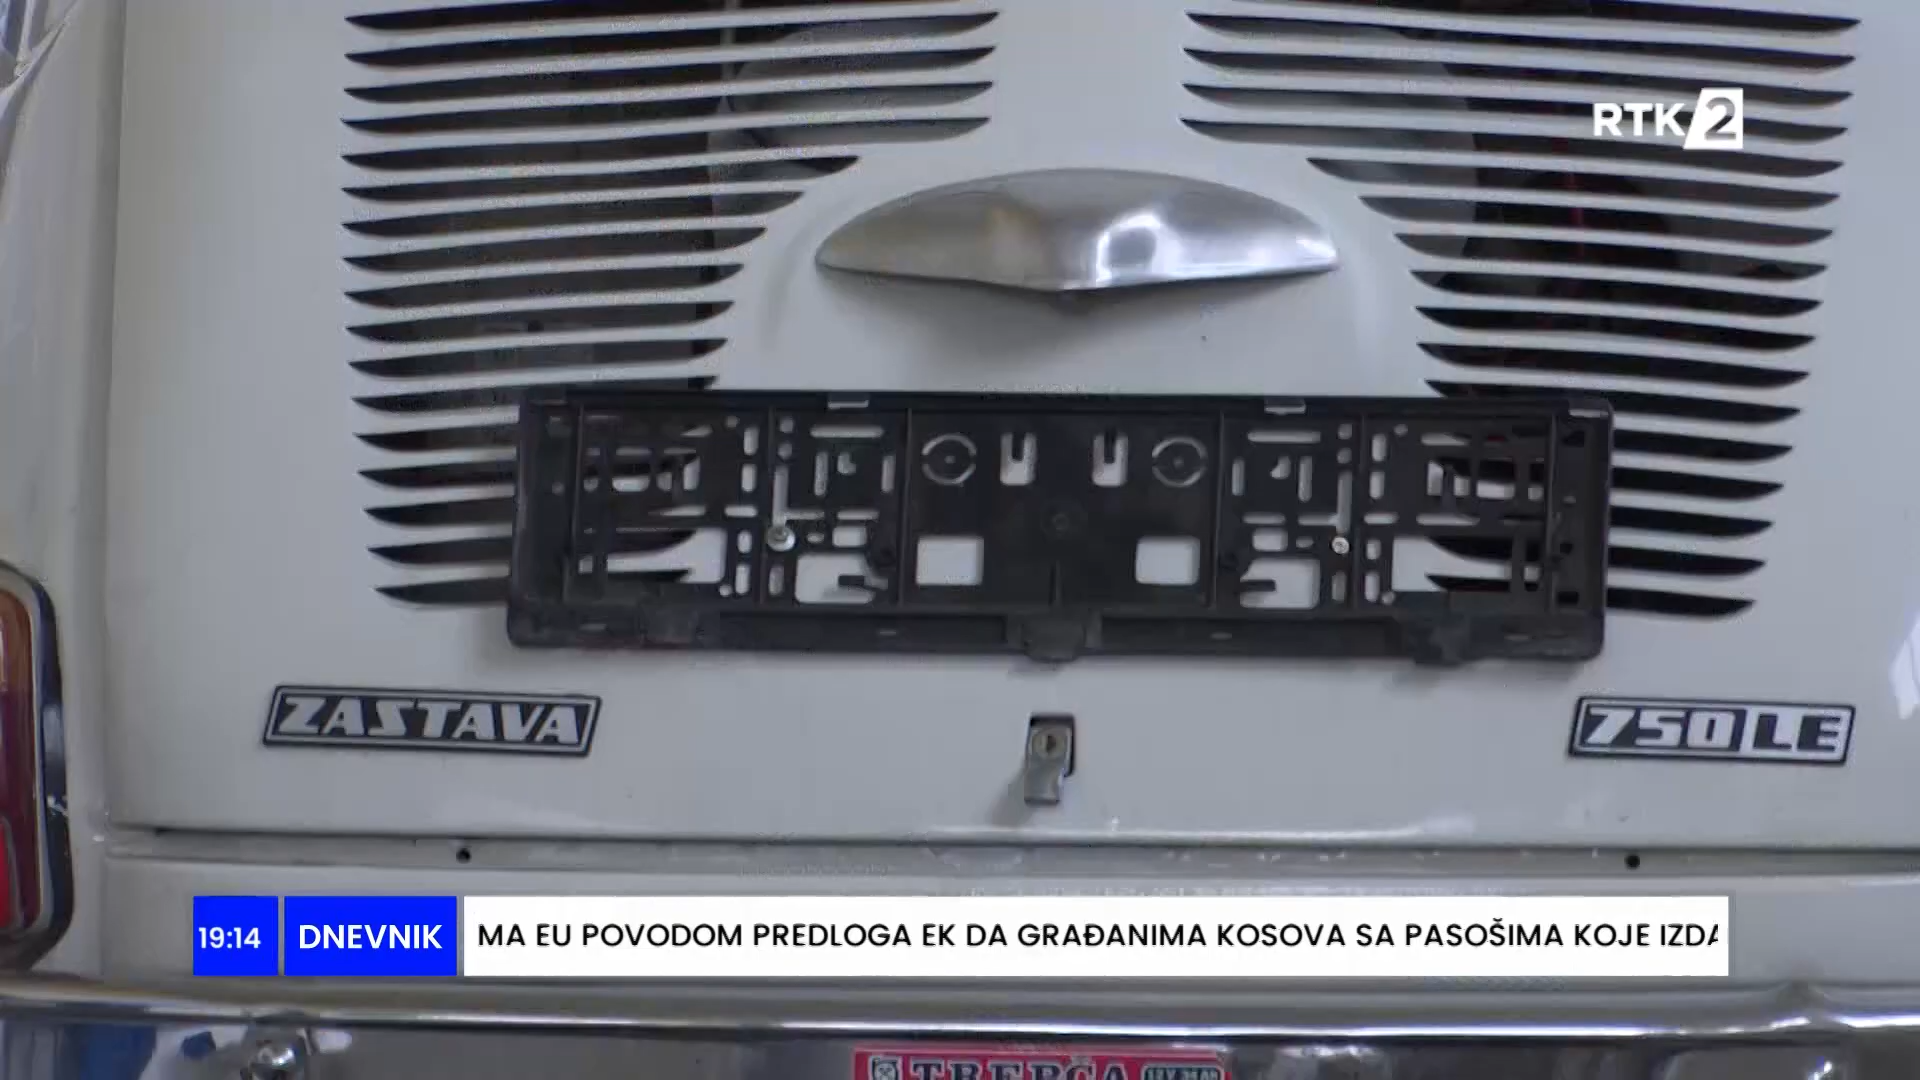 RTK 2
ZASTAVA
750 LE
19:14 DNEVNIK MA EU POVODOM PREDLOGA EK DA GRAĐANIMA KOSOVA SA PASOŠIMA KOJE IZDA
TREPČA